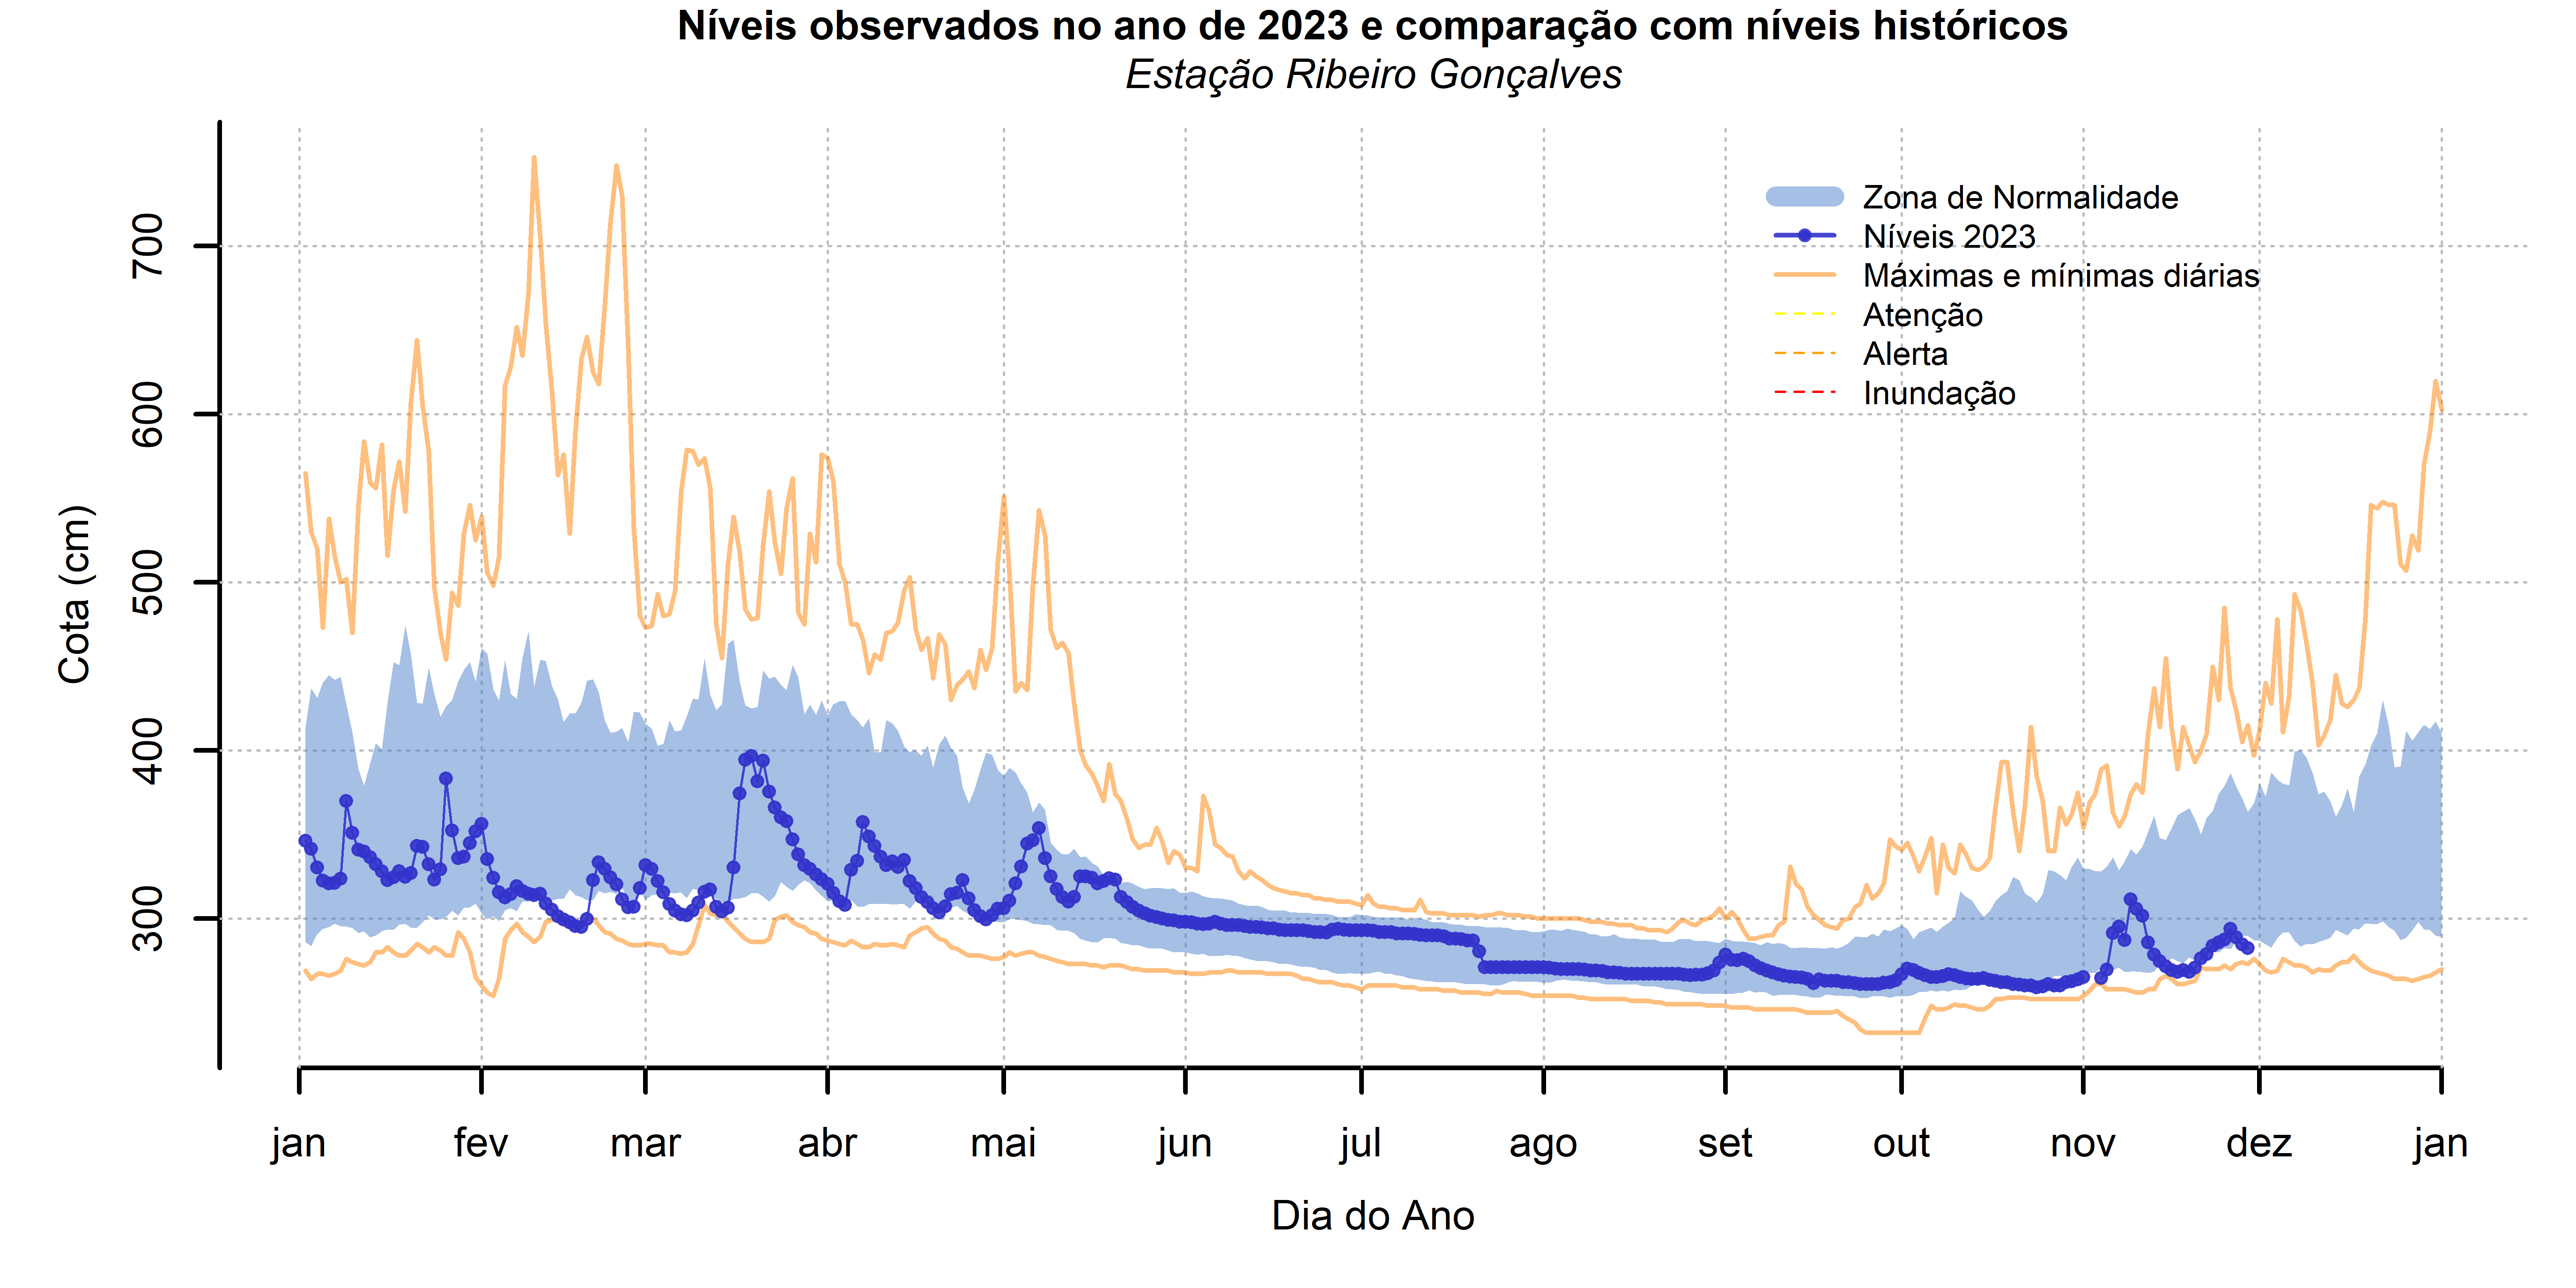 Níveis observados no ano de 2023 e comparação com níveis históricos
Estação Ribeiro Gonçalves
Zona de Normalidade
Níveis 2023
Máximas e mínimas diárias
Atenção
Alerta
Inundação
Cota (cm)
700
600
500
400
300
jan fev mar abr mai jun jul ago set out nov dez jan
Dia do Ano